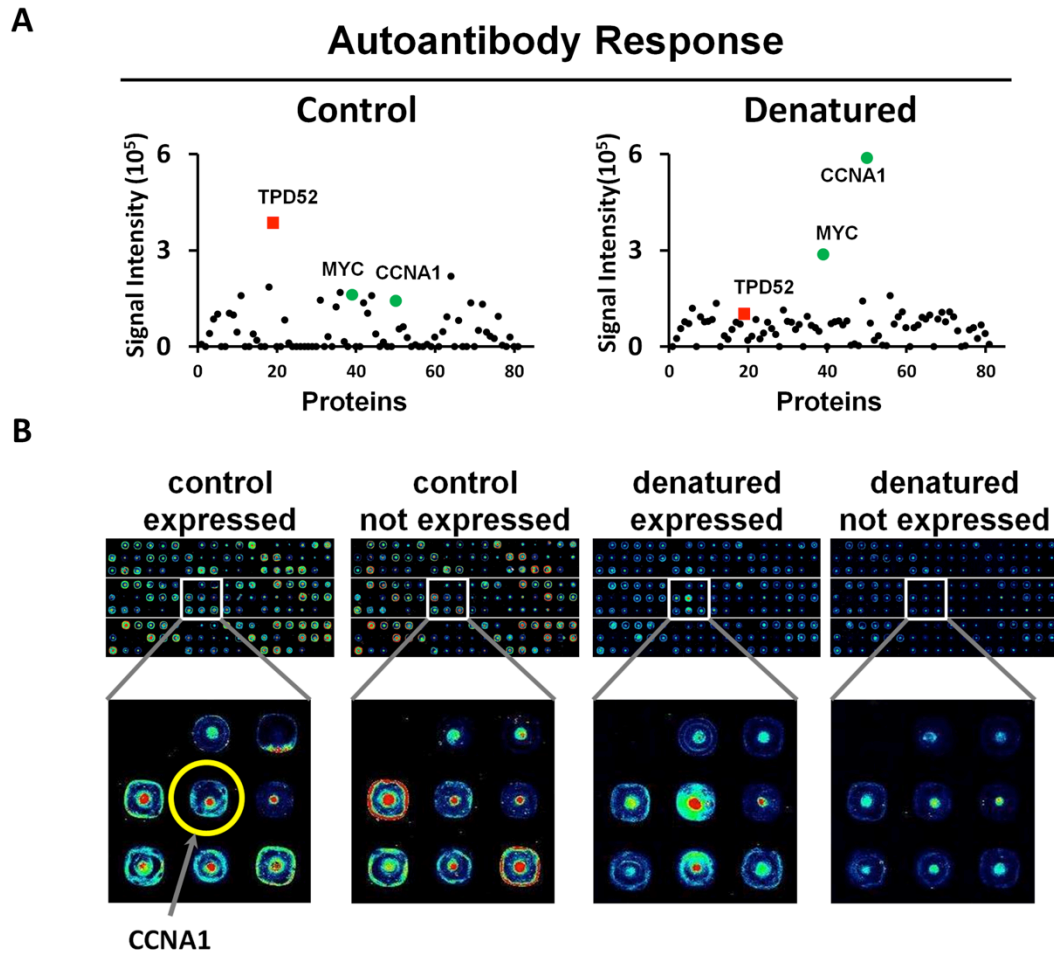 A
Autoantibody Response
Control
Denatured
Signal Intensity (10⁵)
6
3
0
TPD52
MYC
CCNA1
0
20
40
60
80
Proteins
Signal Intensity(10⁵)
6
3
0
CCNA1
MYC
TPD52
0
20
40
60
80
Proteins
B
control
expressed
control
not expressed
denatured
expressed
denatured
not expressed
CCNA1